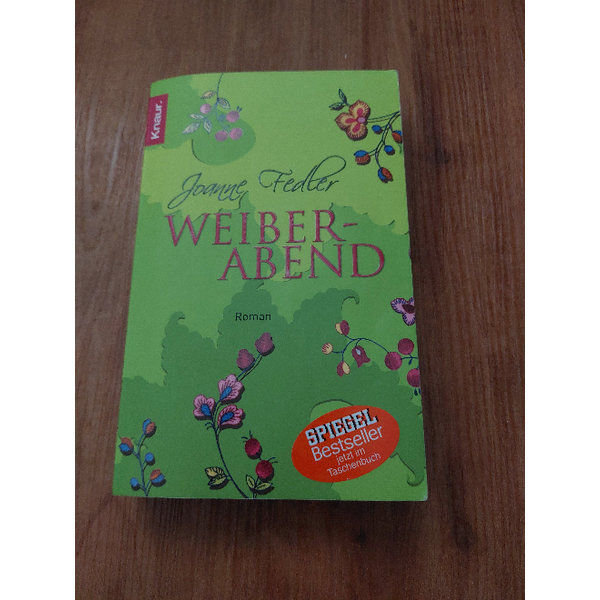 Knaur.
Joanne Fedler
WEIBER-
ABEND
Roman
SPIEGEL
Bestseller
jetzt im
Taschenbuch